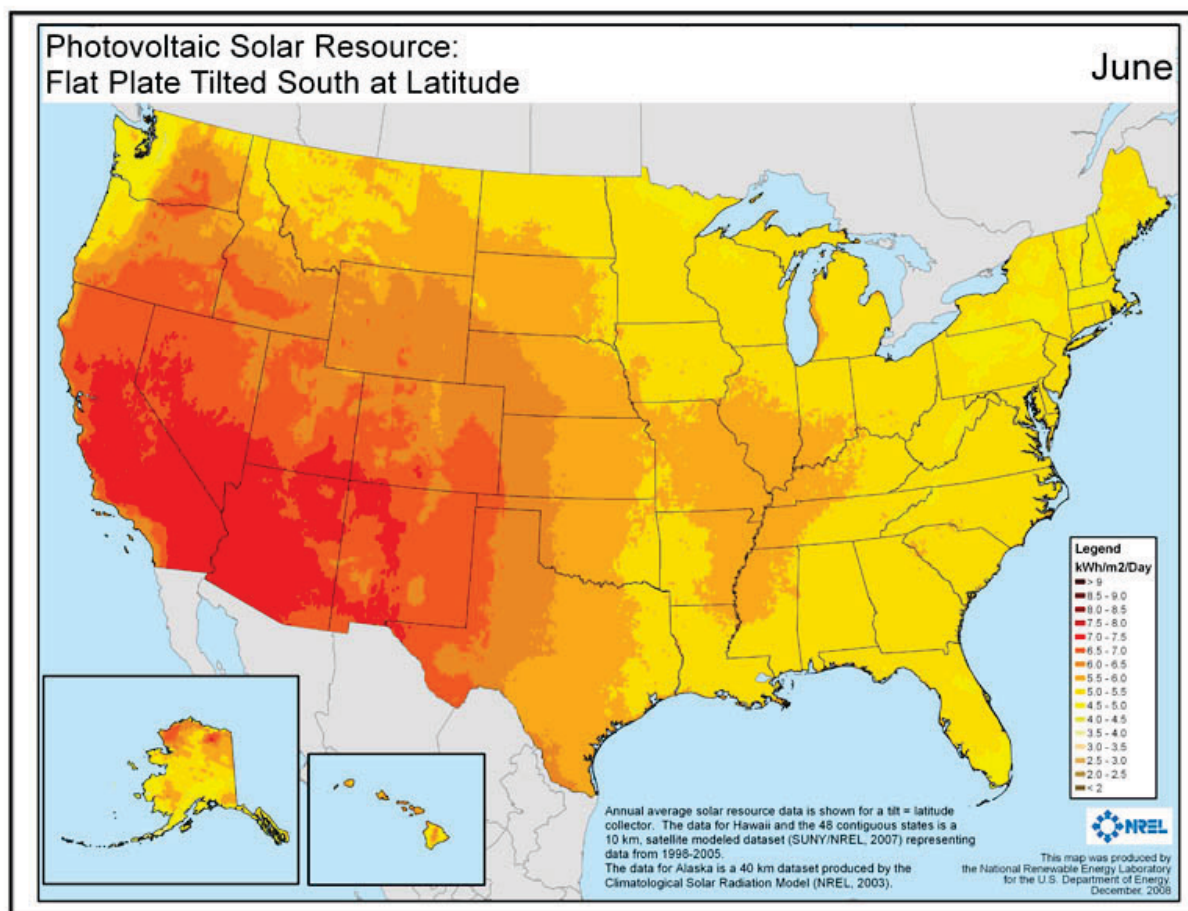 Photovoltaic Solar Resource:
Flat Plate Tilted South at Latitude
June
Legend
kWh/m2/Day
> 9
8.5 - 9.0
8.0 - 8.5
7.5 - 8.0
7.0 - 7.5
6.5 - 7.0
6.0 - 6.5
5.5 - 6.0
5.0 - 5.5
4.5 - 5.0
4.0 - 4.5
3.5 - 4.0
3.0 - 3.5
2.5 - 3.0
2.0 - 2.5
< 2
Annual average solar resource data is shown for a tilt = latitude
collector. The data for Hawaii and the 48 contiguous states is a
10 km, satellite modeled dataset (SUNY/NREL, 2007) representing
data from 1998-2005.
The data for Alaska is a 40 km dataset produced by the
Climatological Solar Radiation Model (NREL, 2003).
NREL
This map was produced by
the National Renewable Energy Laboratory
for the U.S. Department of Energy.
December, 2008